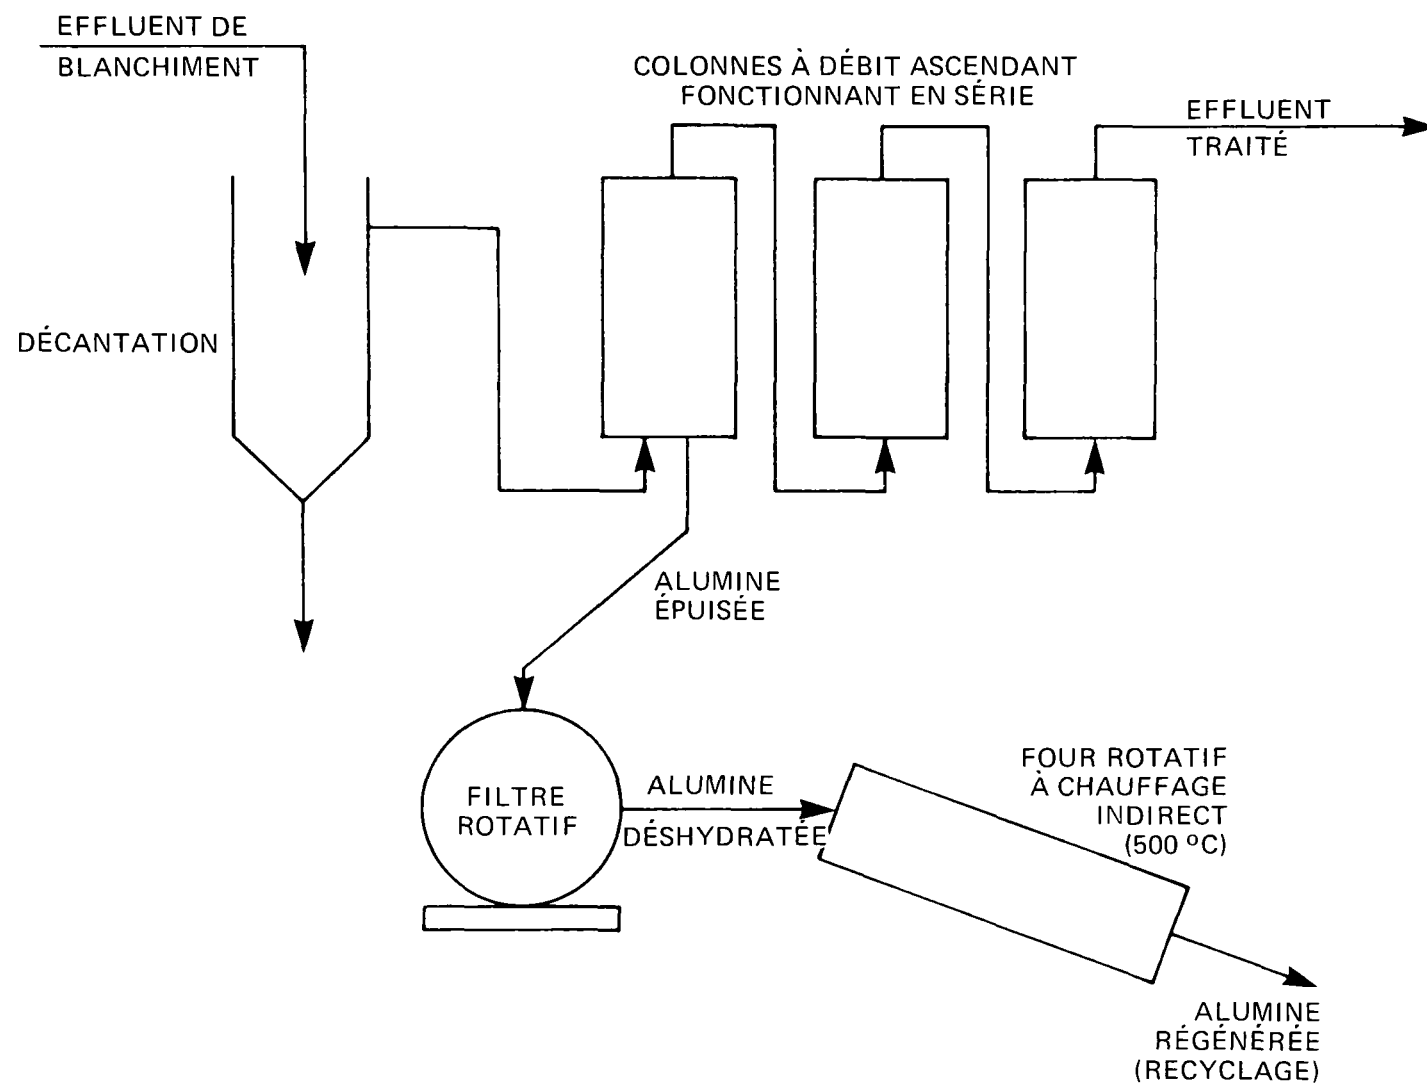 EFFLUENT DE
BLANCHIMENT
COLONNES À DÉBIT ASCENDANT
FONCTIONNANT EN SÉRIE
EFFLUENT
TRAITÉ
DÉCANTATION
ALUMINE
ÉPUISÉE
FILTRE
ROTATIF
ALUMINE
DÉSHYDRATÉE
FOUR ROTATIF
À CHAUFFAGE
INDIRECT
(500 ºC)
ALUMINE
RÉGÉNÉRÉE
(RECYCLAGE)